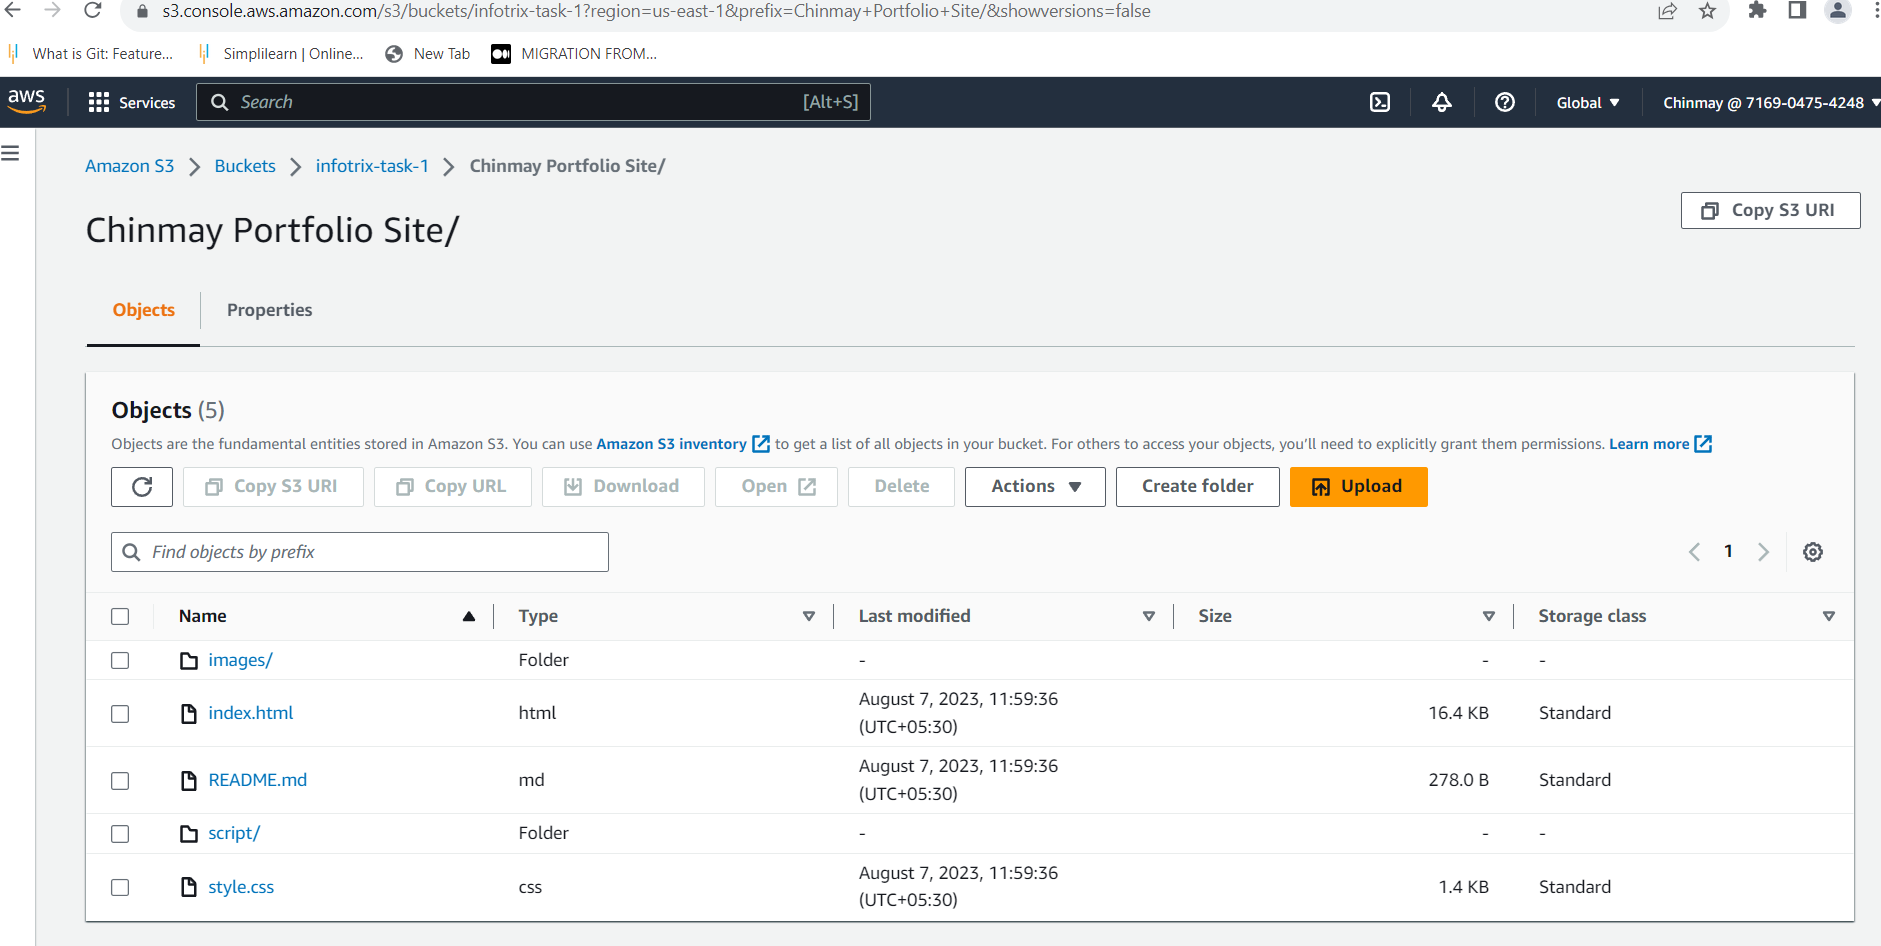 s3.console.aws.amazon.com/s3/buckets/infotrix-task-1?region=us-east-1&prefix=Chinmay+Portfolio+Site/&showversions=false
What is Git: Feature... Simplilearn | Online... New Tab MIGRATION FROM...
aws Services Search [Alt+S] Global Chinmay @ 7169-0475-4248
Amazon S3 Buckets infotrix-task-1 Chinmay Portfolio Site/
Chinmay Portfolio Site/
Copy S3 URI
Objects Properties
Objects (5)
Objects are the fundamental entities stored in Amazon S3. You can use Amazon S3 inventory to get a list of all objects in your bucket. For others to access your objects, you'll need to explicitly grant them permissions. Learn more
Copy S3 URI Copy URL Download Open Delete Actions Create folder Upload
Find objects by prefix
1
Name Type Last modified Size Storage class
images/ Folder - - -
index.html html August 7, 2023, 11:59:36 (UTC+05:30) 16.4 KB Standard
README.md md August 7, 2023, 11:59:36 (UTC+05:30) 278.0 B Standard
script/ Folder - - -
style.css css August 7, 2023, 11:59:36 (UTC+05:30) 1.4 KB Standard